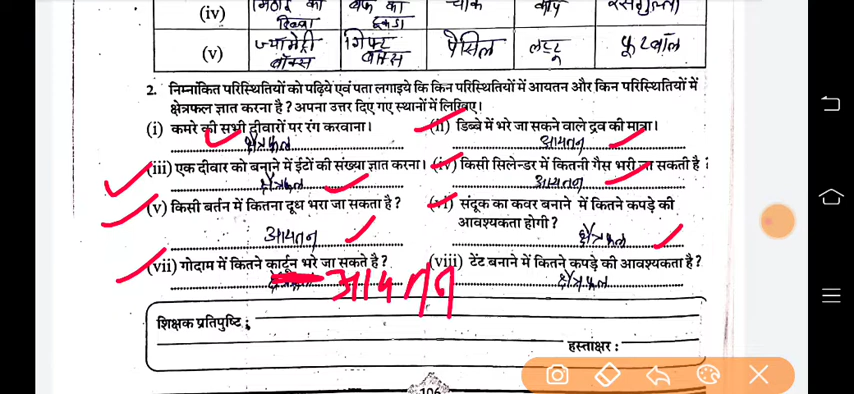 (iv) मिठाई का डिब्बा बर्फ का टुकडा चाक कॉप रसगुल्ला
(v) ज्यामेट्री बॉक्स गिफ्ट बॉक्स पेंसिल लट्टू फूटबॉल
2. निम्नांकित परिस्थितियों को पढ़िये एवं पता लगाइये कि किन परिस्थितियों में आयतन और किन परिस्थितियों में
क्षेत्रफल ज्ञात करना है? अपना उत्तर दिए गए स्थानों में लिखिए।
(i) कमरे की सभी दीवारों पर रंग करवाना। (ii) डिब्बे में भरे जा सकने वाले द्रव की मात्रा।
क्षेत्रफल आयतन
(iii) एक दीवार को बनाने में ईंटों की संख्या ज्ञात करना। (iv) किसी सिलेन्डर में कितनी गैस भरी जा सकती है?
क्षेत्रफल आयतन
(v) किसी बर्तन में कितना दूध भरा जा सकता है? (vi) संदूक का कवर बनाने में कितने कपड़े की
आवश्यकता होगी?
आयतन क्षेत्रफल
(vii) गोदाम में कितने कार्टून भरे जा सकते है? (viii) टेंट बनाने में कितने कपड़े की आवश्यकता है?
आयतन क्षेत्रफल
शिक्षक प्रतिपुष्टि :
हस्ताक्षर :
106